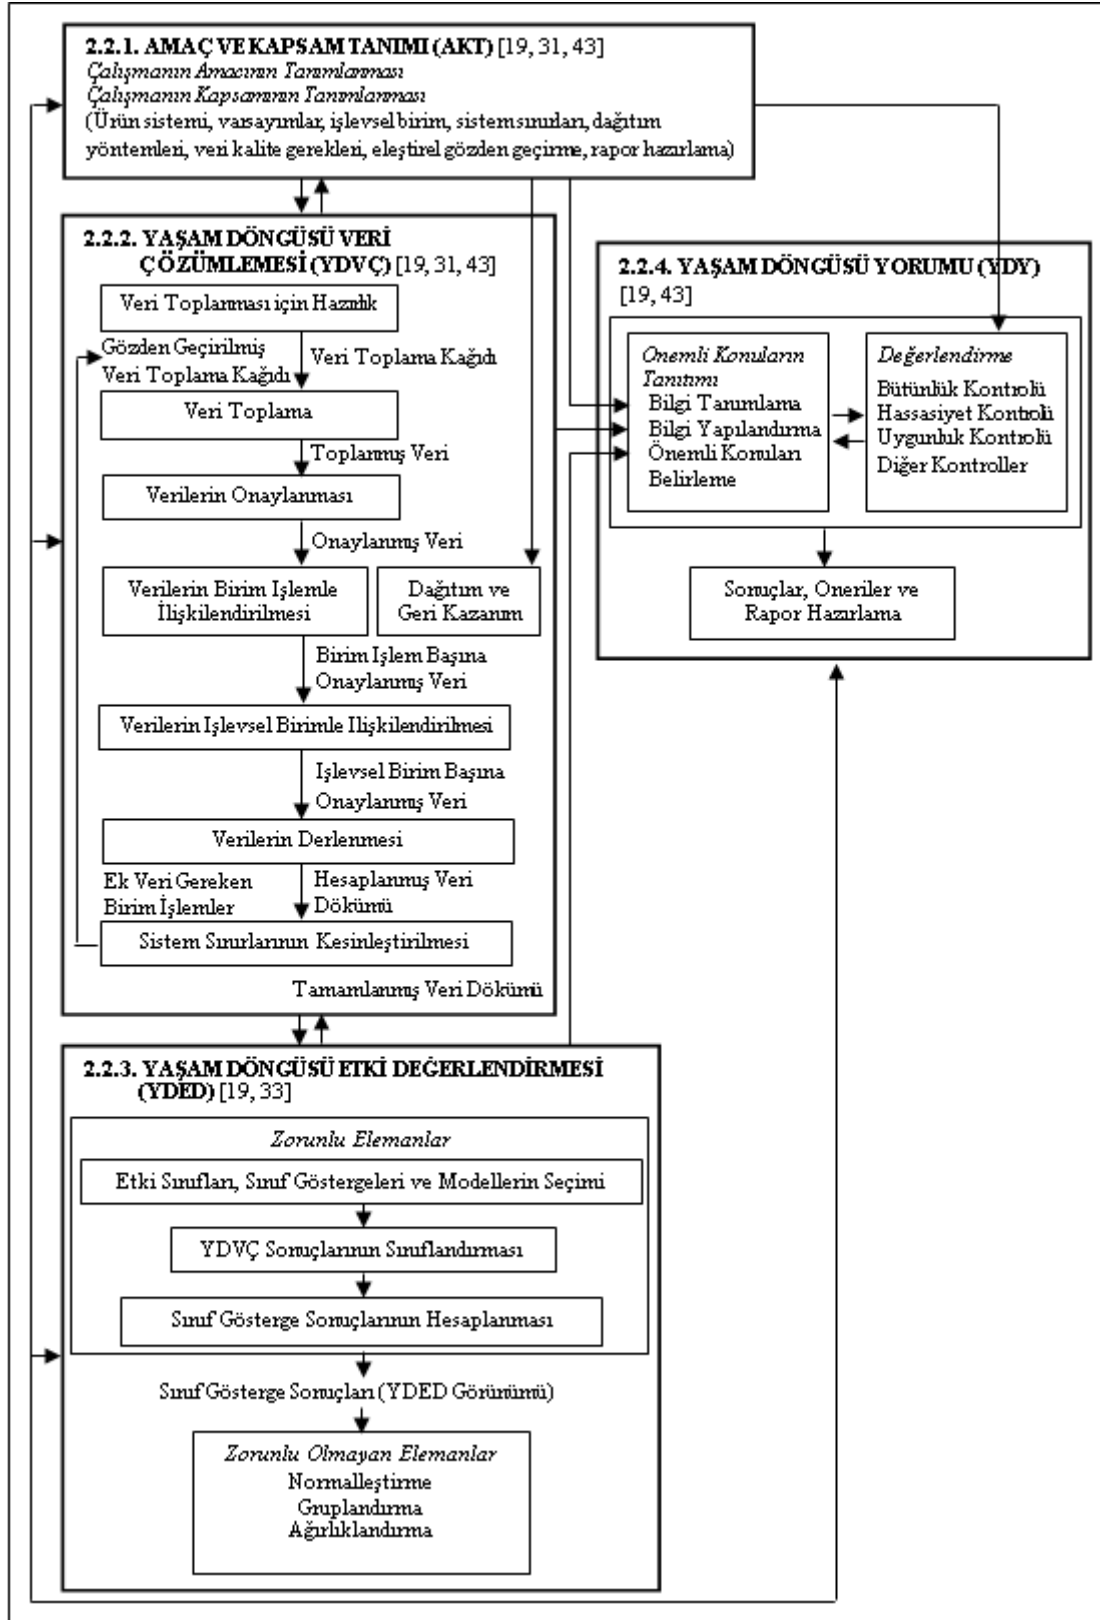 2.2.1. AMAÇ VE KAPSAM TANIMI (AKT) [19, 31, 43]
Çalışmanın Amacının Tanımlanması
Çalışmanın Kapsamının Tanımlanması
(Ürün sistemi, varsayımlar, işlevsel birim, sistem sınırları, dağıtım
yöntemleri, veri kalite gerekleri, eleştirel gözden geçirme, rapor hazırlama)
2.2.2. YAŞAM DÖNGÜSÜ VERİ
ÇÖZÜMLEMESİ (YDVÇ) [19, 31, 43]
Veri Toplanması için Hazırlık
Gözden Geçirilmiş
Veri Toplama Kağıdı
Veri Toplama Kağıdı
Veri Toplama
Toplanmış Veri
Verilerin Onaylanması
Onaylanmış Veri
Verilerin Birim İşlemle
İlişkilendirilmesi
Dağıtım ve
Geri Kazanım
Birim İşlem Başına
Onaylanmış Veri
Verilerin Işlevsel Birimle Ilişkilendirilmesi
Işlevsel Birim Başına
Onaylanmış Veri
Verilerin Derlenmesi
Ek Veri Gereken
Birim İşlemler
Hesaplanmış Veri
Dökümü
Sistem Sınırlarının Kesinleştirilmesi
Tamamlanmış Veri Dökümü
2.2.3. YAŞAM DÖNGÜSÜ ETKİ DEĞERLENDİRMESİ
(YDED) [19, 33]
Zorunlu Elemanlar
Etki Sınıfları, Sınıf Göstergeleri ve Modellerin Seçimi
YDVÇ Sonuçlarının Sınıflandırması
Sınıf Gösterge Sonuçlarının Hesaplanması
Sınıf Gösterge Sonuçları (YDED Görünümü)
Zorunlu Olmayan Elemanlar
Normalleştirme
Gruplandırma
Ağırlıklandırma
2.2.4. YAŞAM DÖNGÜSÜ YORUMU (YDY)
[19, 43]
Onemli Konuların
Tanıtımı
Bilgi Tanımlama
Bilgi Yapılandırma
Önemli Konuları
Belirleme
Değerlendirme
Bütünlük Kontrolü
Hassasiyet Kontrolü
Uygunluk Kontrolü
Diğer Kontroller
Sonuçlar, Oneriler ve
Rapor Hazırlama